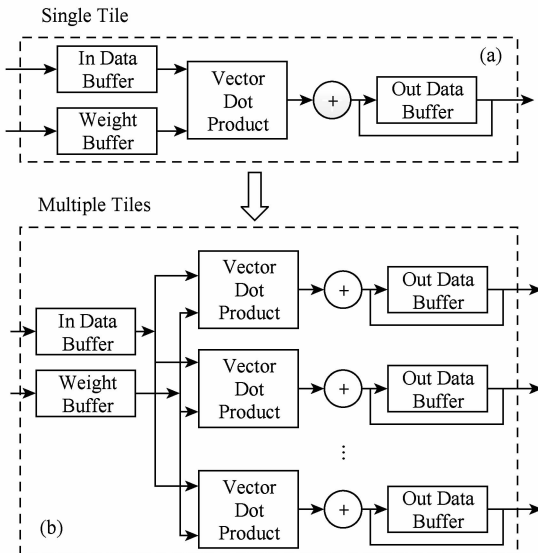 Single Tile
(a)
In Data
Buffer
Weight
Buffer
Vector
Dot
Product
+
Out Data
Buffer
Multiple Tiles
In Data
Buffer
Weight
Buffer
Vector
Dot
Product
+
Out Data
Buffer
Vector
Dot
Product
+
Out Data
Buffer
...
Vector
Dot
Product
+
Out Data
Buffer
(b)